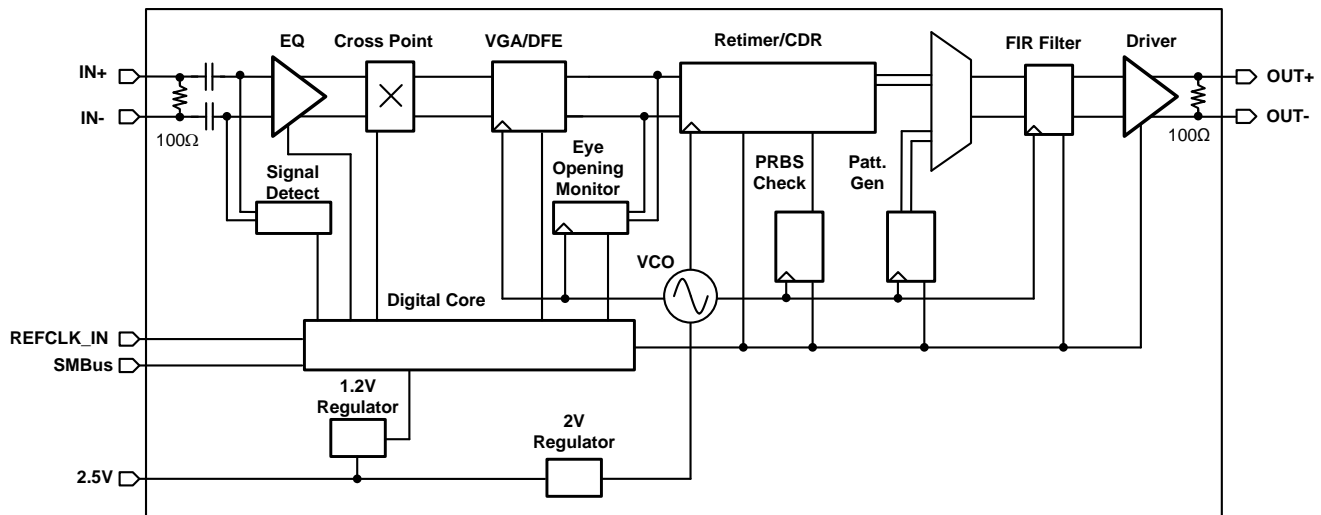 EQ
Cross Point
VGA/DFE
Retimer/CDR
FIR Filter
Driver
IN+
OUT+
IN-
OUT-
100Ω
100Ω
Signal
Detect
Eye
Opening
Monitor
PRBS
Check
Patt.
Gen
VCO
Digital Core
REFCLK_IN
SMBus
1.2V
Regulator
2V
Regulator
2.5V